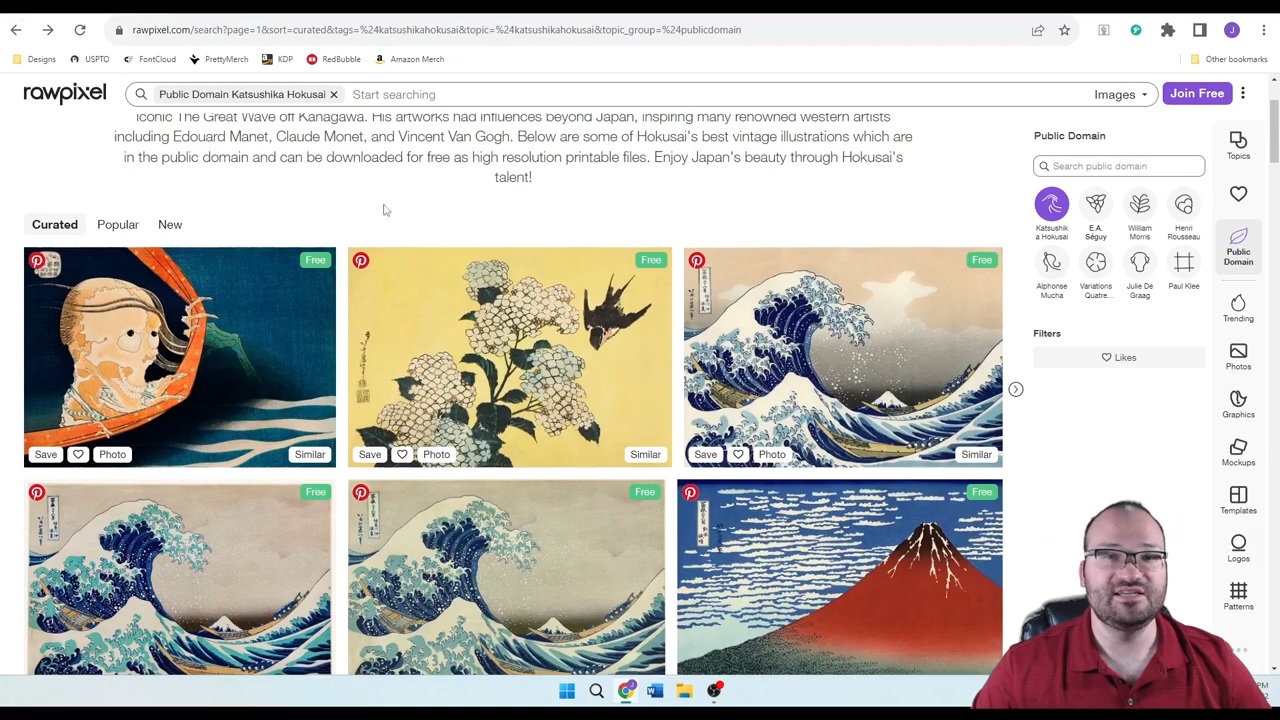 rawpixel.com/search?page=1&sort=curated&tags=%24katsushikahokusai&topic=%24katsushikahokusai&topic_group=%24publicdomain
J
Designs USPTO FontCloud PrettyMerch KDP RedBubble Amazon Merch Other bookmarks
rawpixel Public Domain Katsushika Hokusai × Start searching Images Join Free
iconic The Great Wave off Kanagawa. His artworks had influences beyond Japan, inspiring many renowned western artists
including Edouard Manet, Claude Monet, and Vincent Van Gogh. Below are some of Hokusai's best vintage illustrations which are
in the public domain and can be downloaded for free as high resolution printable files. Enjoy Japan's beauty through Hokusai's
talent!
Curated Popular New
Free Free Free
Save Photo Similar Save Photo Similar Save Photo Similar
Free Free Free
Public Domain
Search public domain
Katsushik
a Hokusai
E.A.
Séguy
William
Morris
Henri
Rousseau
Alphonse
Mucha
Variations
Quatre...
Julie De
Graag
Paul Klee
Filters
Likes
Topics
Public
Domain
Trending
Photos
Graphics
Mockups
Templates
Logos
Patterns